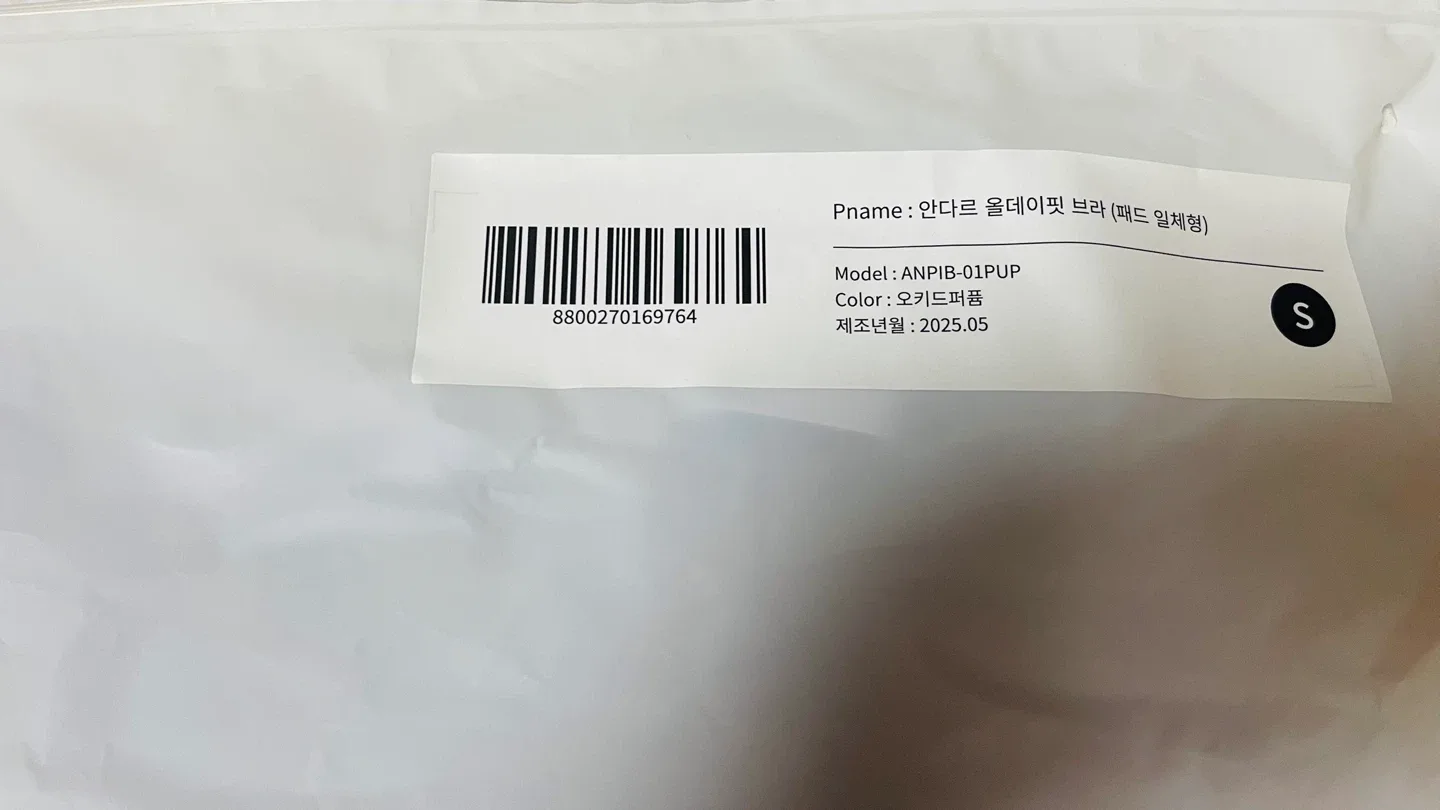 Pname : 안다르 올데이핏 브라 (패드 일체형)
Model : ANPIB-01PUP
Color : 오키드퍼퓸
제조년월 : 2025.05
S
8800270169764